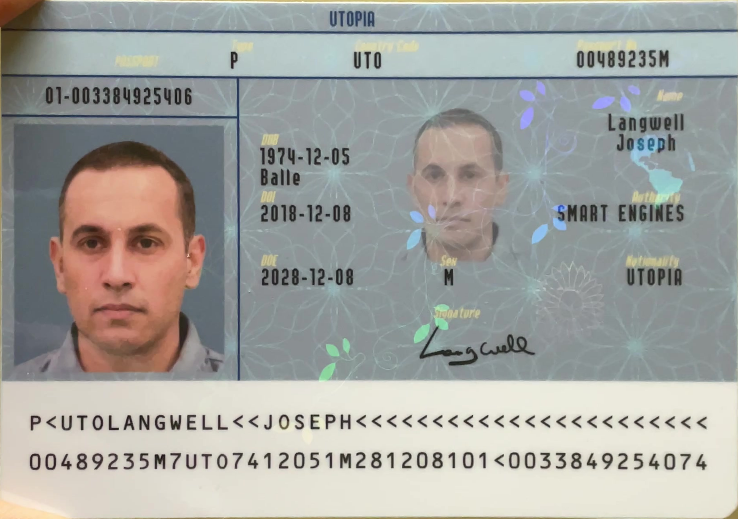 UTOPIA
PASSPORT Type Country Code Passport No
P UTO 00489235M
01-003384925406
Name
Langwell
Joseph
DOB
1974-12-05
Balle
DOI Authority
2018-12-08 SMART ENGINES
DOE Sex Nationality
2028-12-08 M UTOPIA
Signature
Langwell
P<UTOLANGWELL<<JOSEPH<<<<<<<<<<<<<<<<<<<<<<<
00489235M7UTO7412051M281208101<0033849254074